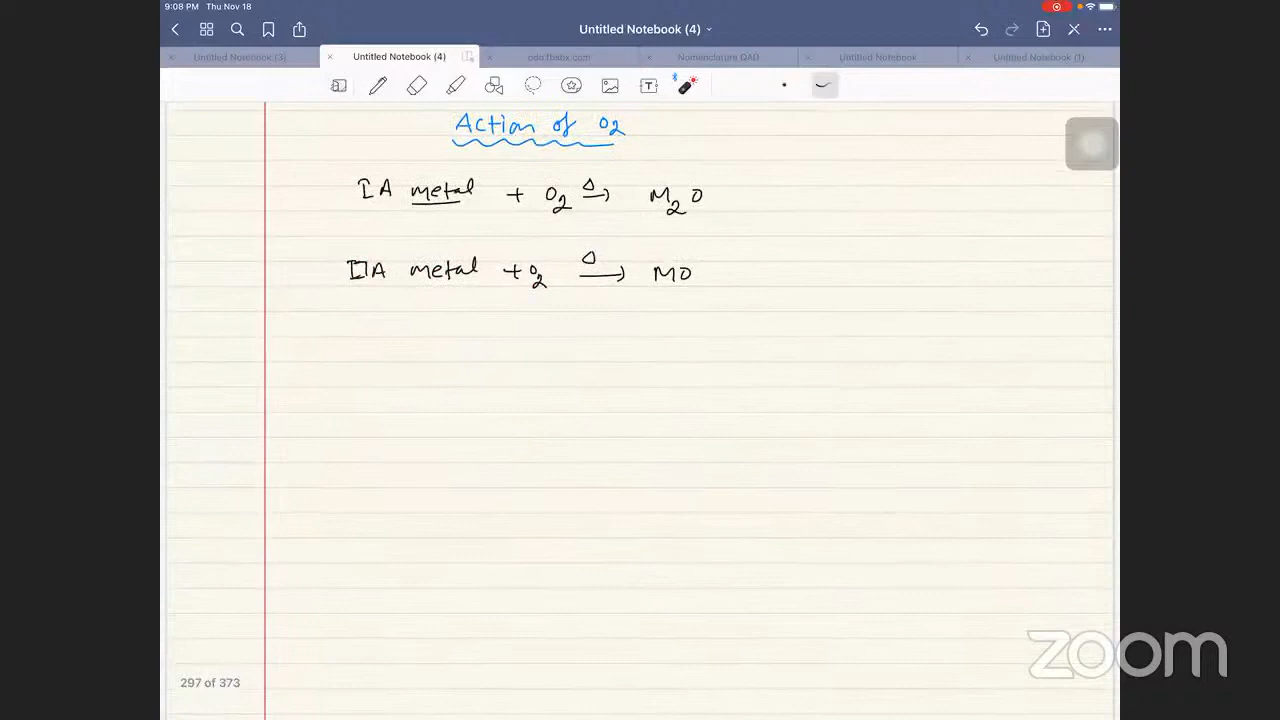 9:08 PM Thu Nov 18
Untitled Notebook (4)
Untitled Notebook (3) Untitled Notebook (4) Nomenclature QAD Untitled Notebook Untitled Notebook (1)
Action of O₂
IA metal + O₂ Δ→ M₂O
IIA metal + O₂ Δ→ MO
zoom
297 of 373